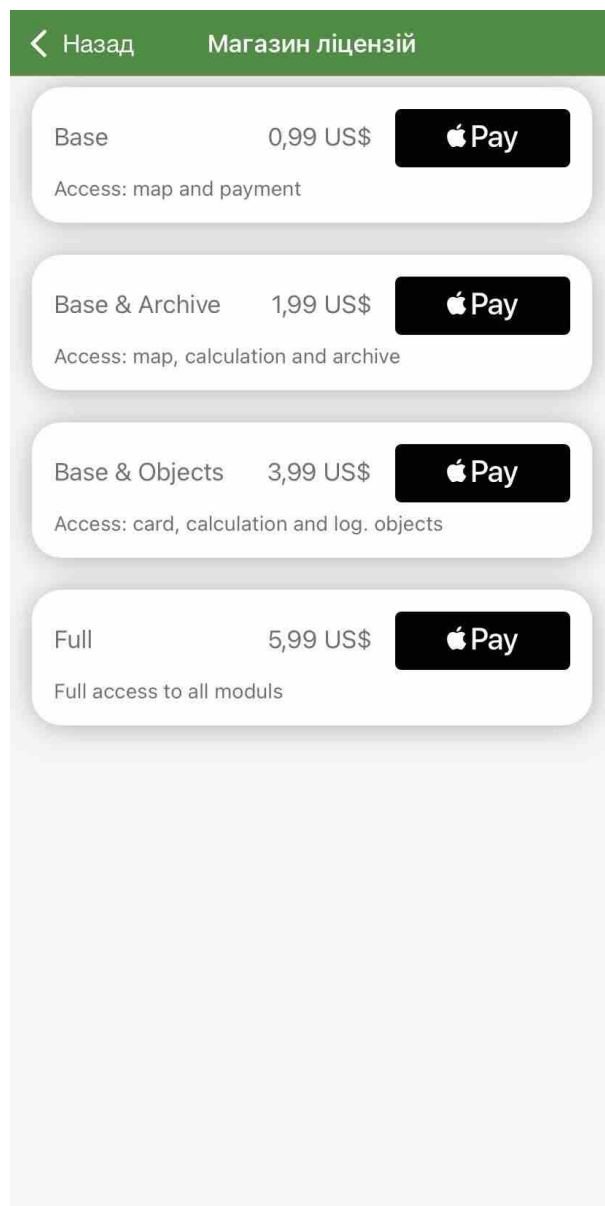 Назад Магазин ліцензій
Base 0,99 US$ Pay
Access: map and payment
Base & Archive 1,99 US$ Pay
Access: map, calculation and archive
Base & Objects 3,99 US$ Pay
Access: card, calculation and log. objects
Full 5,99 US$ Pay
Full access to all moduls